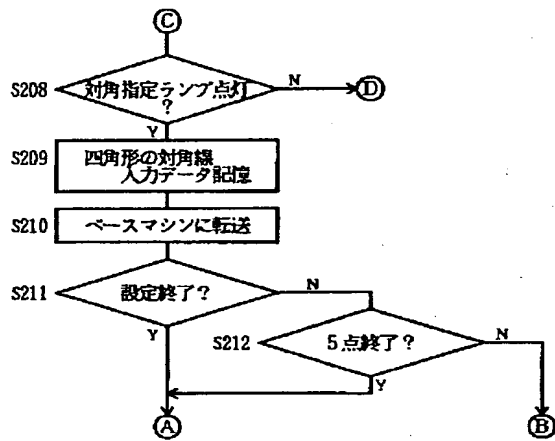 C
S208
対角指定ランプ点灯
?
N
D
Y
S209
四角形の対角線
入力データ記憶
S210
ベースマシンに転送
S211
設定終了?
N
Y
S212
5点終了?
N
Y
A
B